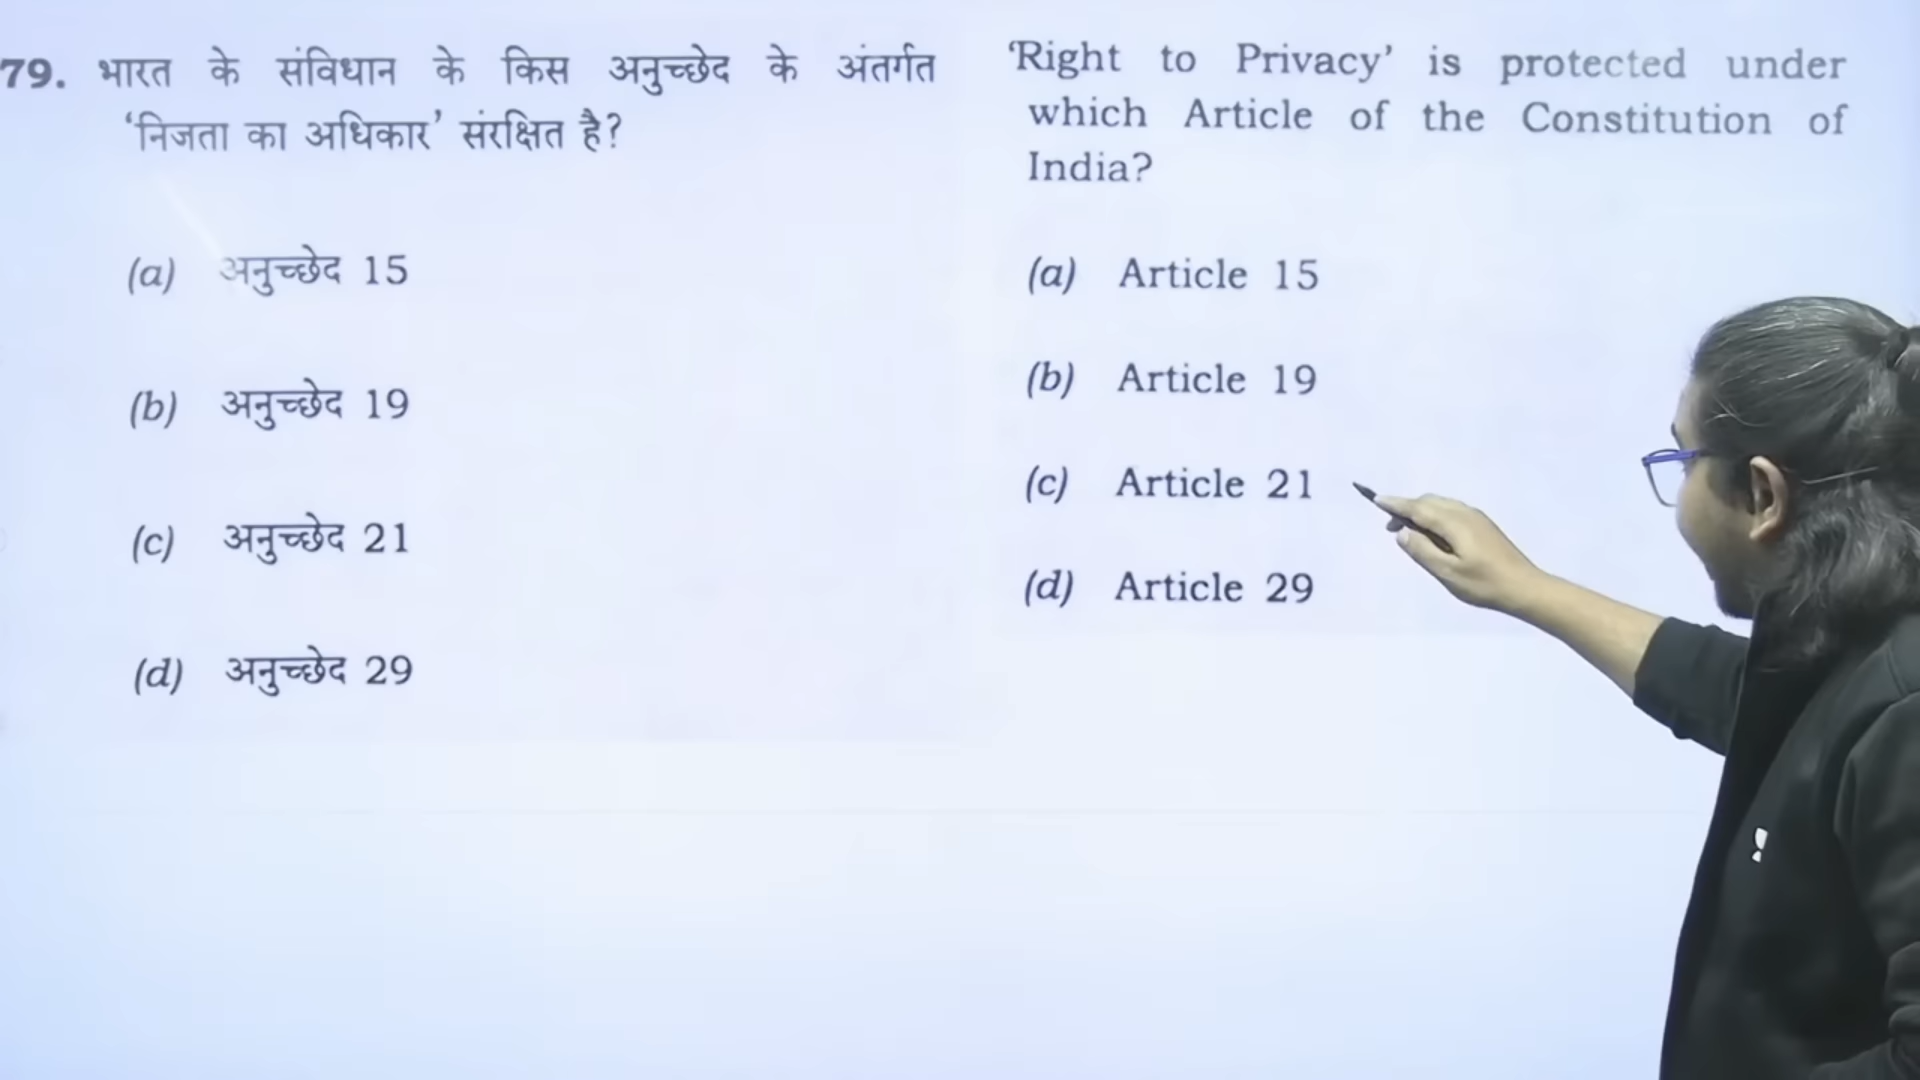 79. भारत के संविधान के किस अनुच्छेद के अंतर्गत
‘निजता का अधिकार’ संरक्षित है?
(a) अनुच्छेद 15
(b) अनुच्छेद 19
(c) अनुच्छेद 21
(d) अनुच्छेद 29
‘Right to Privacy’ is protected under
which Article of the Constitution of
India?
(a) Article 15
(b) Article 19
(c) Article 21
(d) Article 29